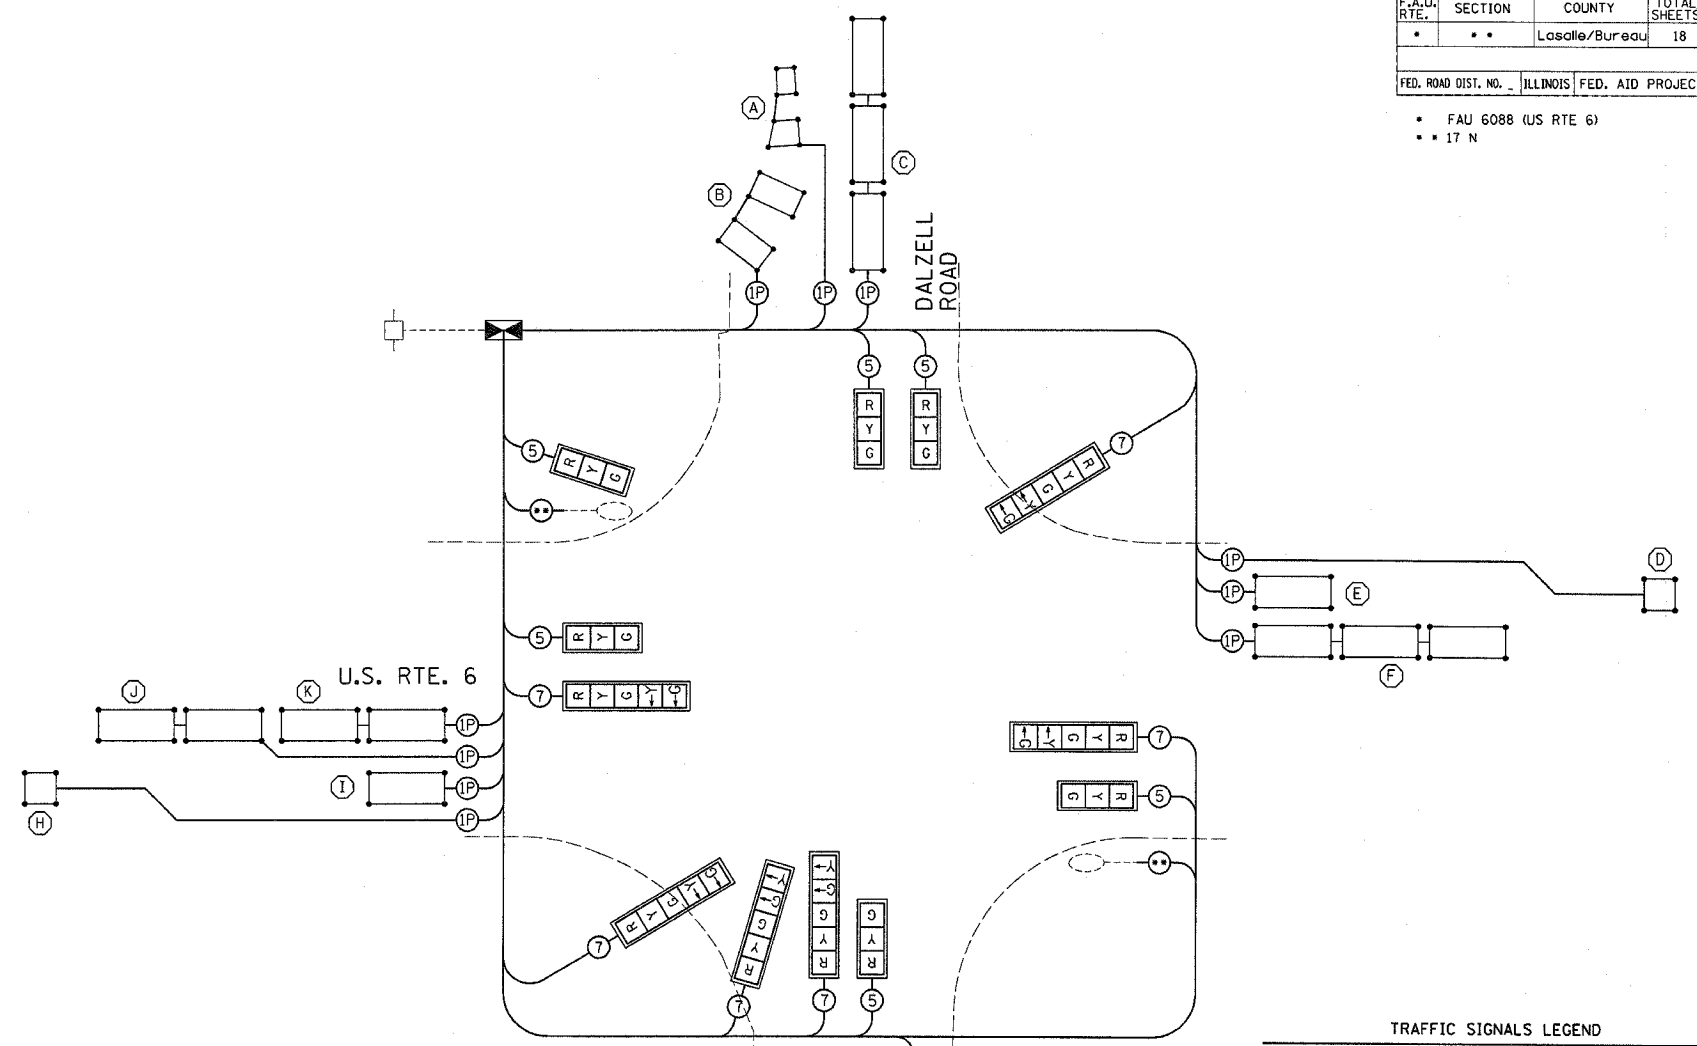 F.A.U. RTE. SECTION COUNTY TOTAL SHEETS
* * * Lasalle/Bureau 18
FED. ROAD DIST. NO. _ ILLINOIS FED. AID PROJEC
* FAU 6088 (US RTE 6)
* * 17 N
A
B
C
DALZELL
ROAD
1P 1P 1P
5 5
R R
Y Y
G G
5 R Y G
7 R Y G Y G
**
1P D
1P E
1P
F
5 R Y G
U.S. RTE. 6
7 R Y G Y G
J K 1P
1P
I 1P
H 1P
G Y G Y R 7
G Y R 5
**
7 R Y G Y G
Y G G Y R 7
Y G G Y R 7
G Y R 5
TRAFFIC SIGNALS LEGEND